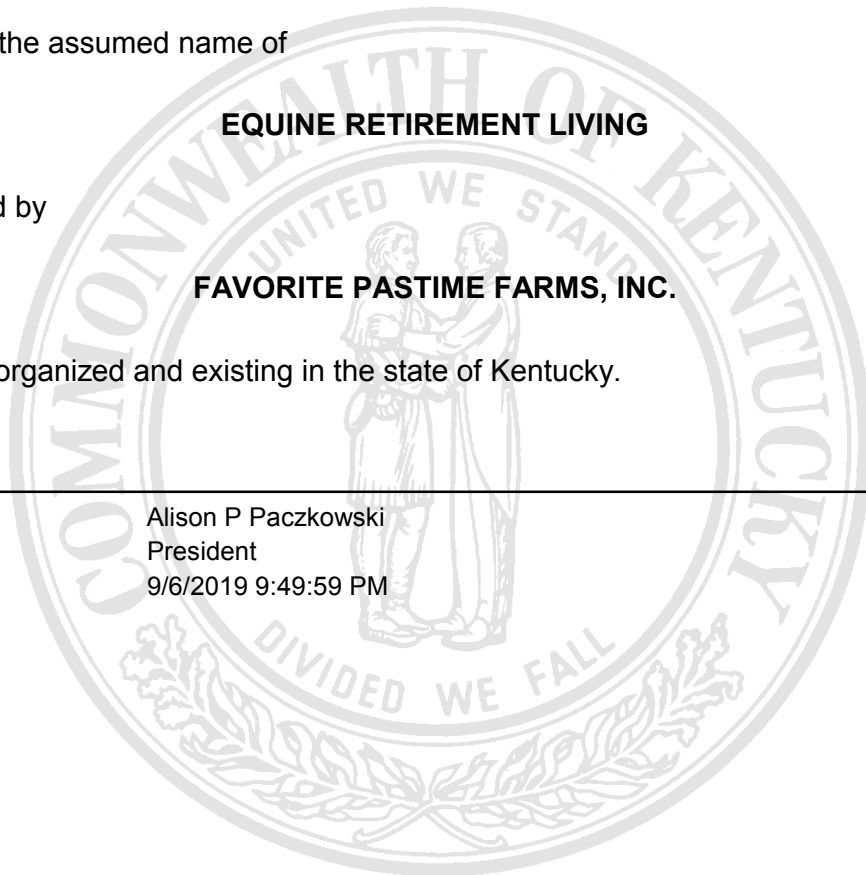 the assumed name of
EQUINE RETIREMENT LIVING
d by
FAVORITE PASTIME FARMS, INC.
organized and existing in the state of Kentucky.
Alison P Paczkowski
President
9/6/2019 9:49:59 PM
COMMONWEALTH OF KENTUCKY
UNITED WE STAND
DIVIDED WE FALL